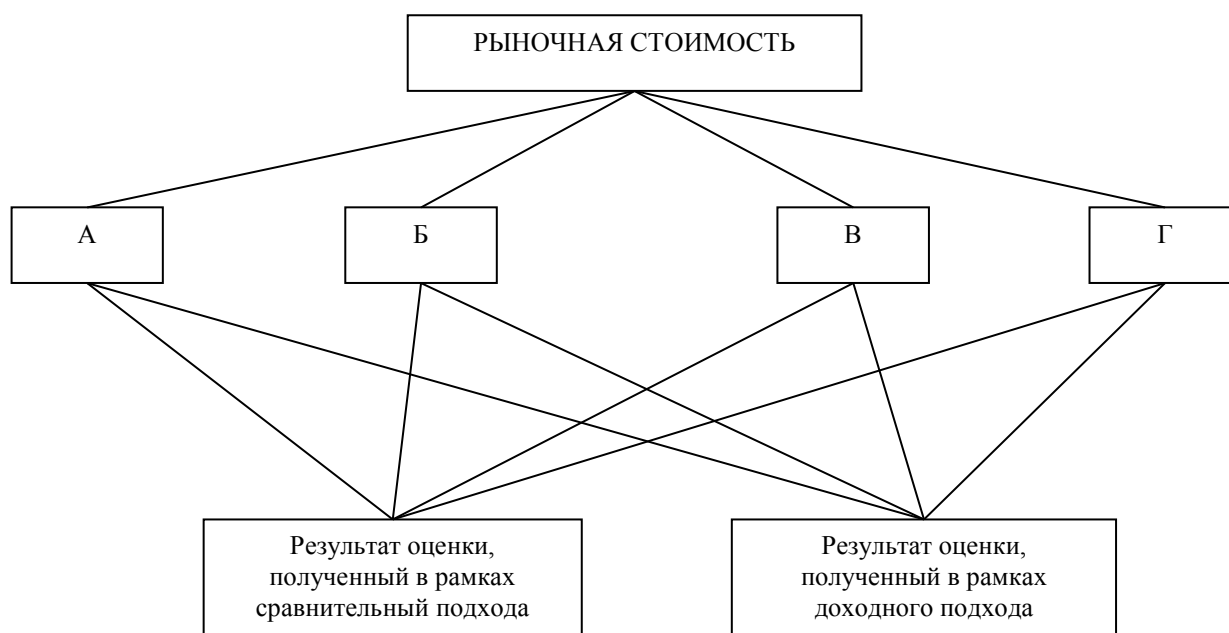 РЫНОЧНАЯ СТОИМОСТЬ
А
Б
В
Г
Результат оценки,
полученный в рамках
сравнительный подхода
Результат оценки,
полученный в рамках
доходного подхода